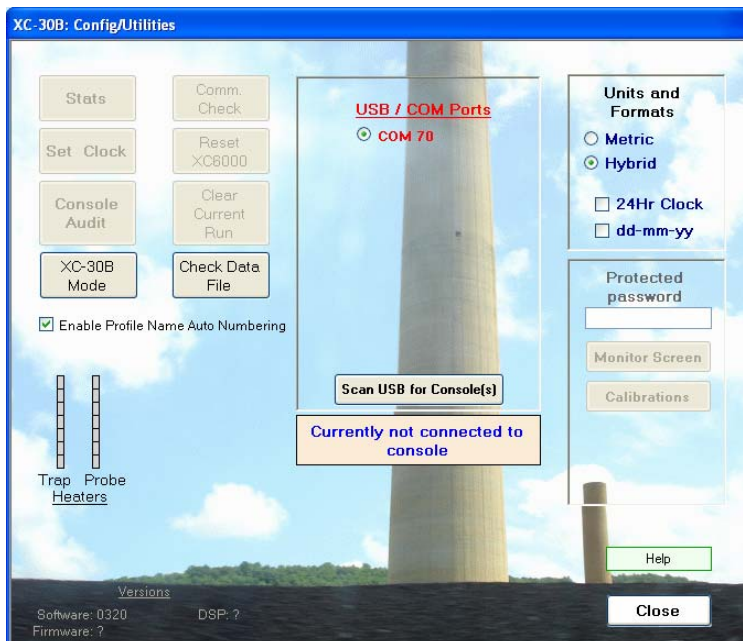 XC-30B: Config/Utilities
Stats
Comm.
Check
Set Clock
Reset
XC6000
Console
Audit
Clear
Current
Run
XC-30B
Mode
Check Data
File
Enable Profile Name Auto Numbering
Trap Probe
Heaters
Versions
Software: 0320 DSP: ?
Firmware: ?
USB / COM Ports
COM 70
Scan USB for Console(s)
Currently not connected to
console
Units and
Formats
Metric
Hybrid
24Hr Clock
dd-mm-yy
Protected
password
Monitor Screen
Calibrations
Help
Close